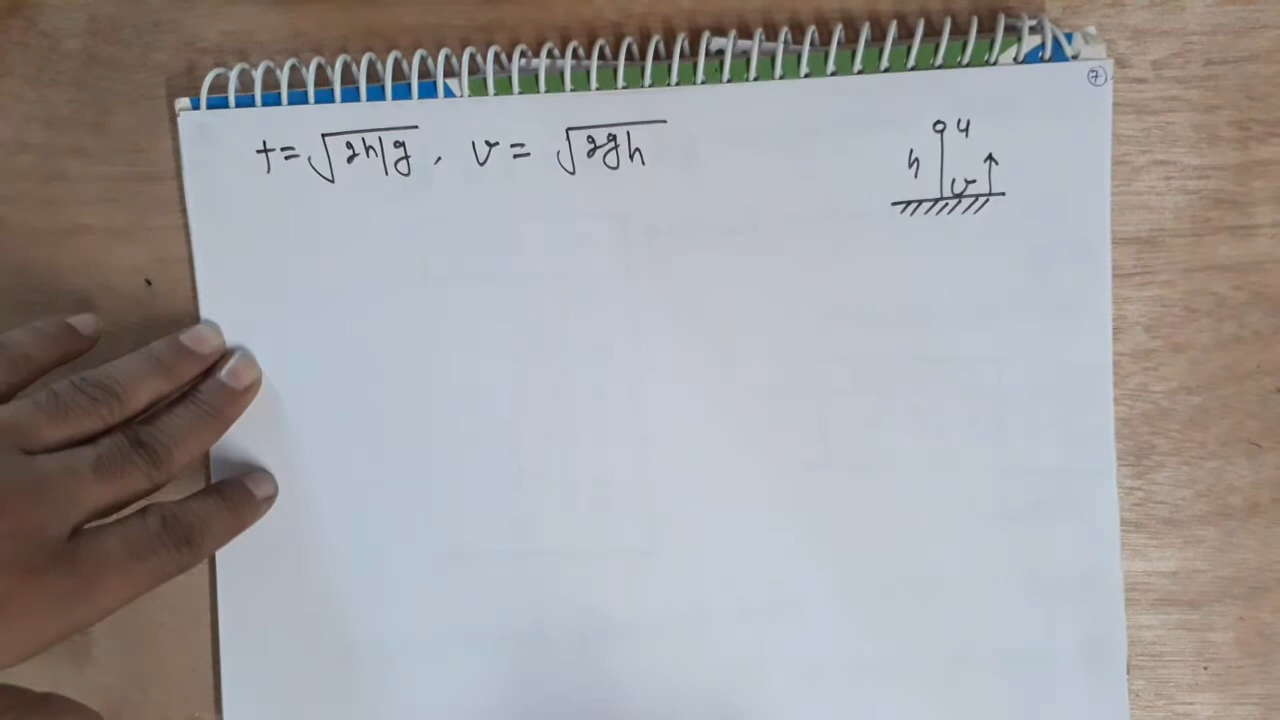 7
t = √2h/g , v = √2gh
u
h
v